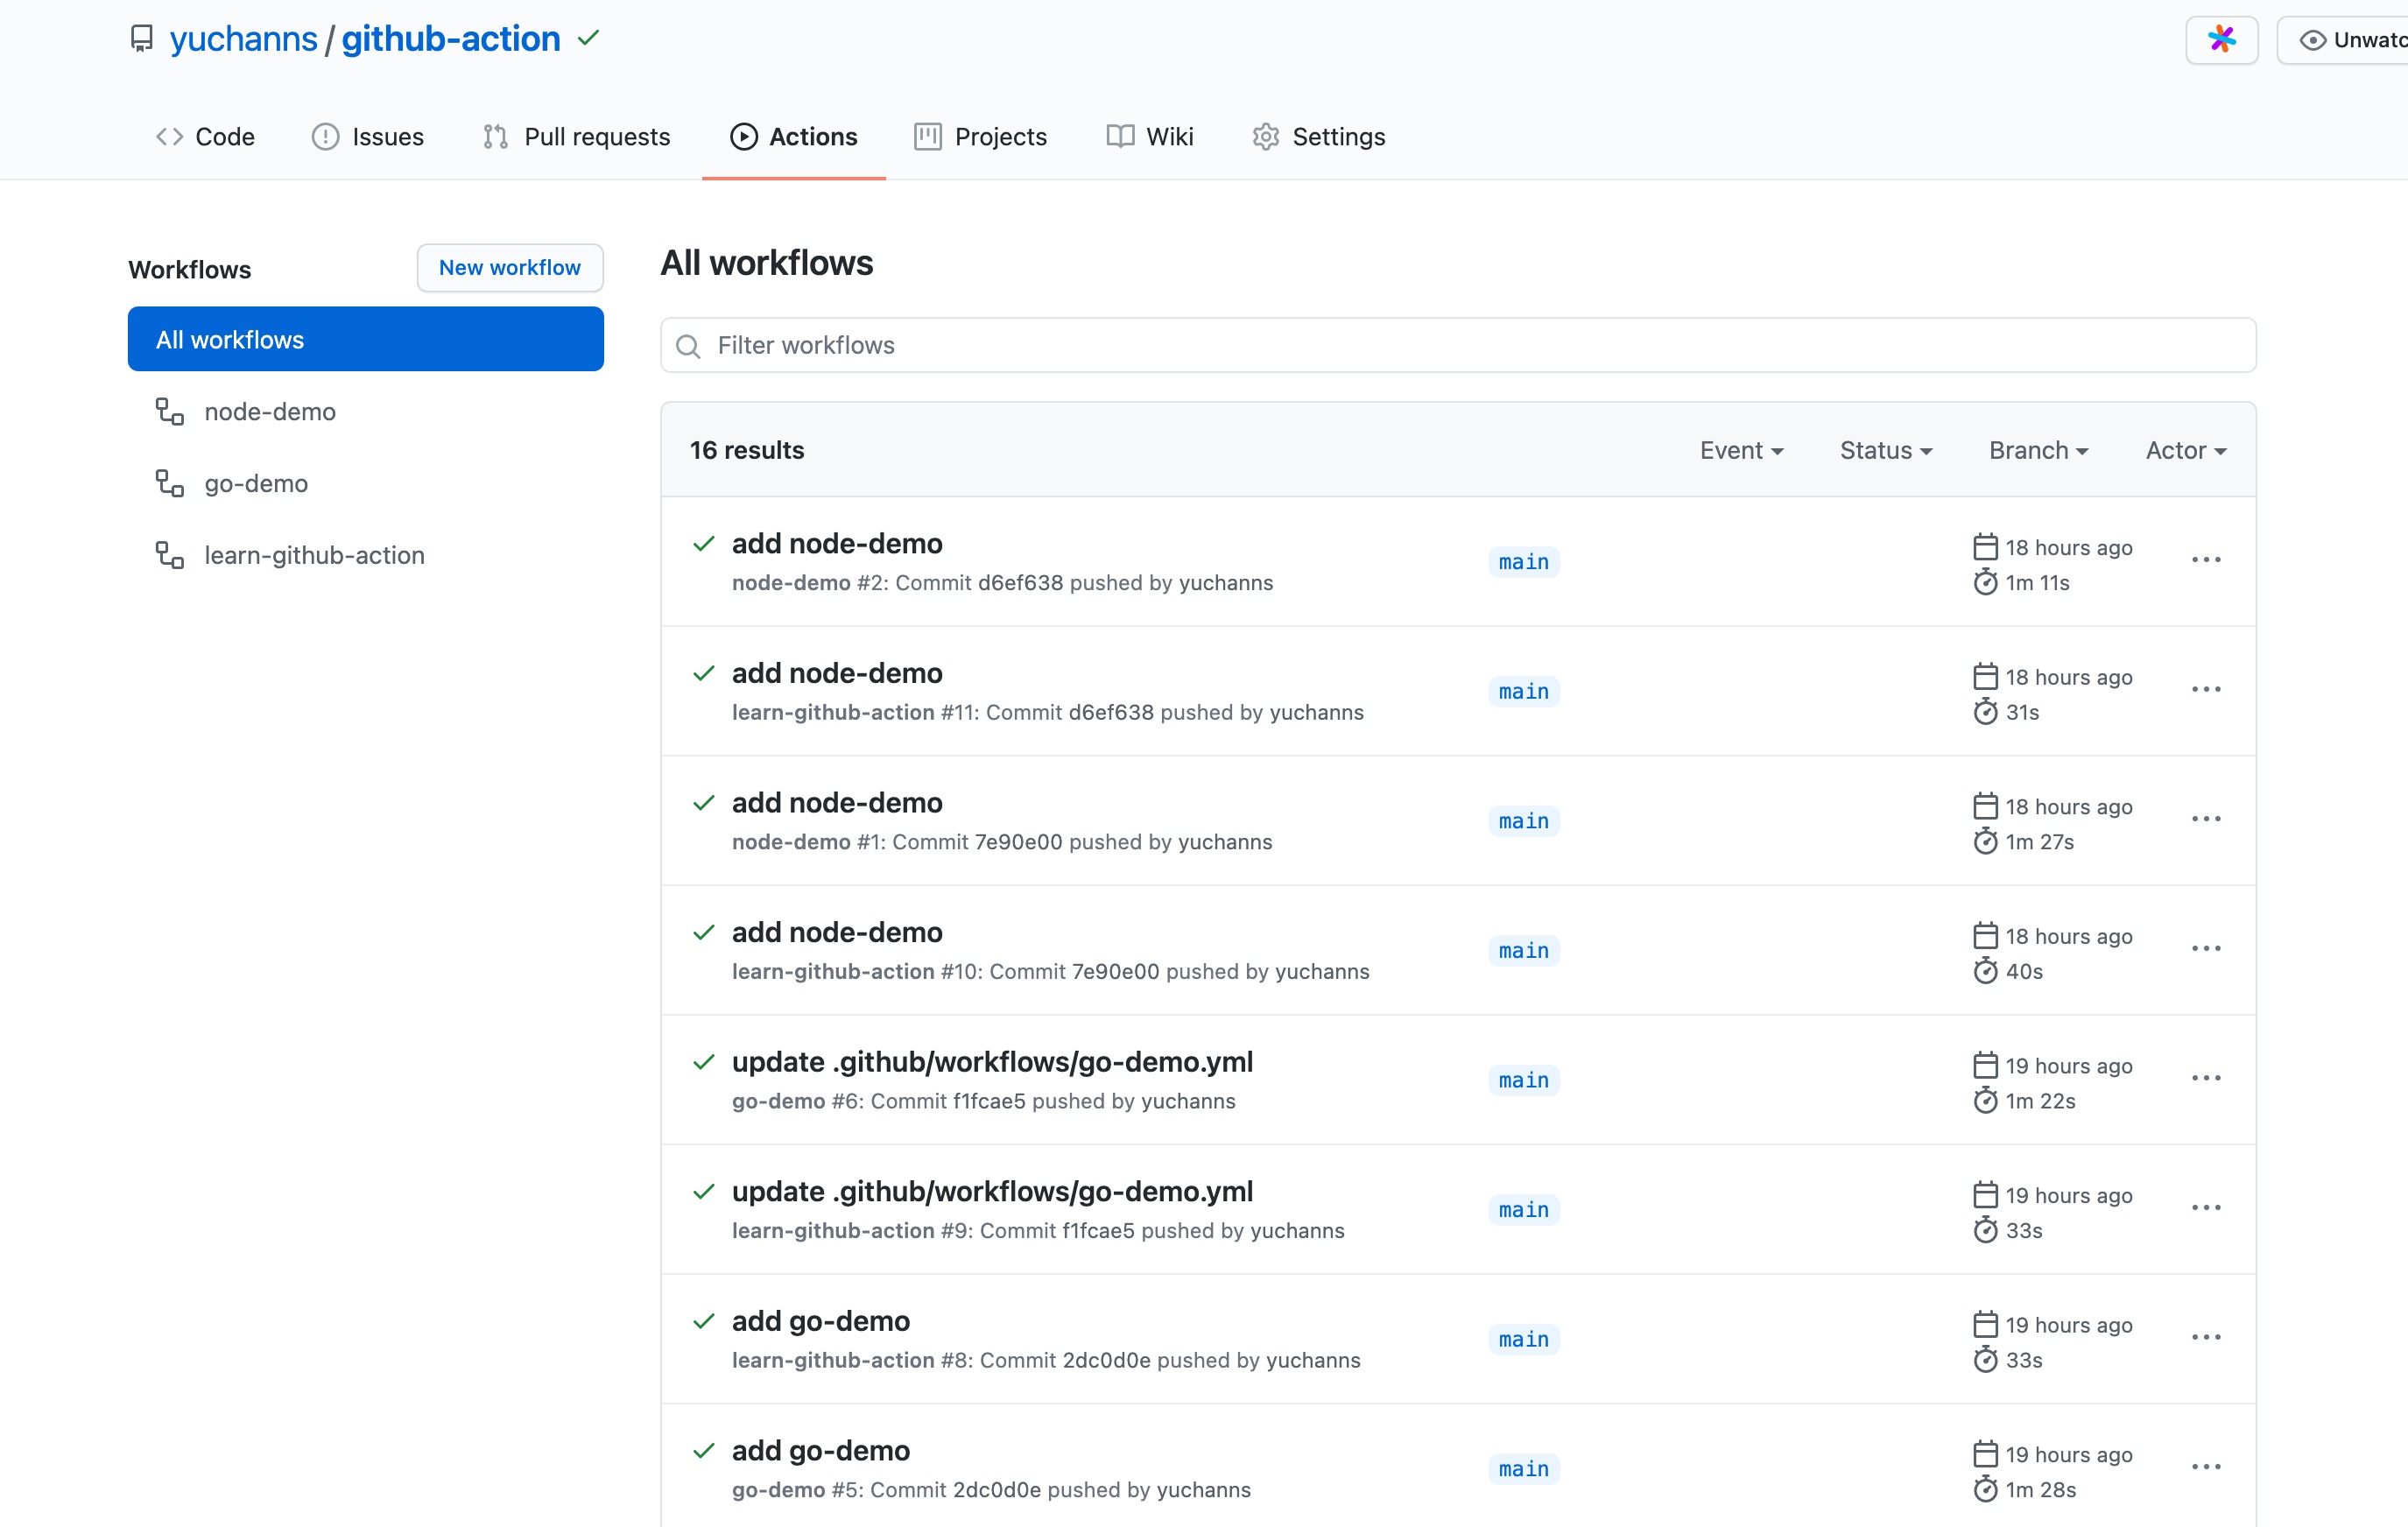 yuchanns / github-action
Unwatc
Code Issues Pull requests Actions Projects Wiki Settings
Workflows
New workflow
All workflows
node-demo
go-demo
learn-github-action
All workflows
Filter workflows
16 results
Event Status Branch Actor
add node-demo
node-demo #2: Commit d6ef638 pushed by yuchanns
main
18 hours ago
1m 11s
add node-demo
learn-github-action #11: Commit d6ef638 pushed by yuchanns
main
18 hours ago
31s
add node-demo
node-demo #1: Commit 7e90e00 pushed by yuchanns
main
18 hours ago
1m 27s
add node-demo
learn-github-action #10: Commit 7e90e00 pushed by yuchanns
main
18 hours ago
40s
update .github/workflows/go-demo.yml
go-demo #6: Commit f1fcae5 pushed by yuchanns
main
19 hours ago
1m 22s
update .github/workflows/go-demo.yml
learn-github-action #9: Commit f1fcae5 pushed by yuchanns
main
19 hours ago
33s
add go-demo
learn-github-action #8: Commit 2dc0d0e pushed by yuchanns
main
19 hours ago
33s
add go-demo
go-demo #5: Commit 2dc0d0e pushed by yuchanns
main
19 hours ago
1m 28s